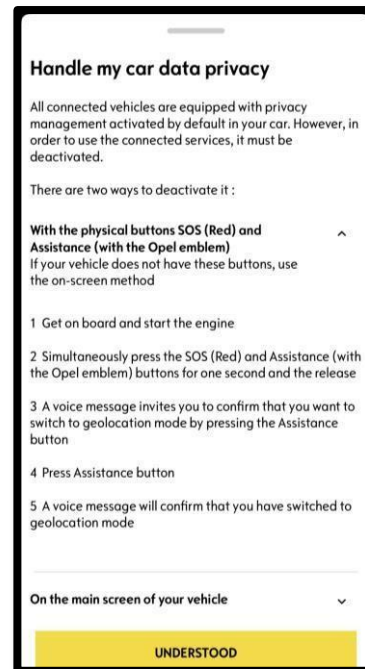 Handle my car data privacy
All connected vehicles are equipped with privacy
management activated by default in your car. However, in
order to use the connected services, it must be
deactivated.
There are two ways to deactivate it :
With the physical buttons SOS (Red) and
Assistance (with the Opel emblem)
If your vehicle does not have these buttons, use
the on-screen method
1 Get on board and start the engine
2 Simultaneously press the SOS (Red) and Assistance (with
the Opel emblem) buttons for one second and the release
3 A voice message invites you to confirm that you want to
switch to geolocation mode by pressing the Assistance
button
4 Press Assistance button
5 A voice message will confirm that you have switched to
geolocation mode
On the main screen of your vehicle
UNDERSTOOD